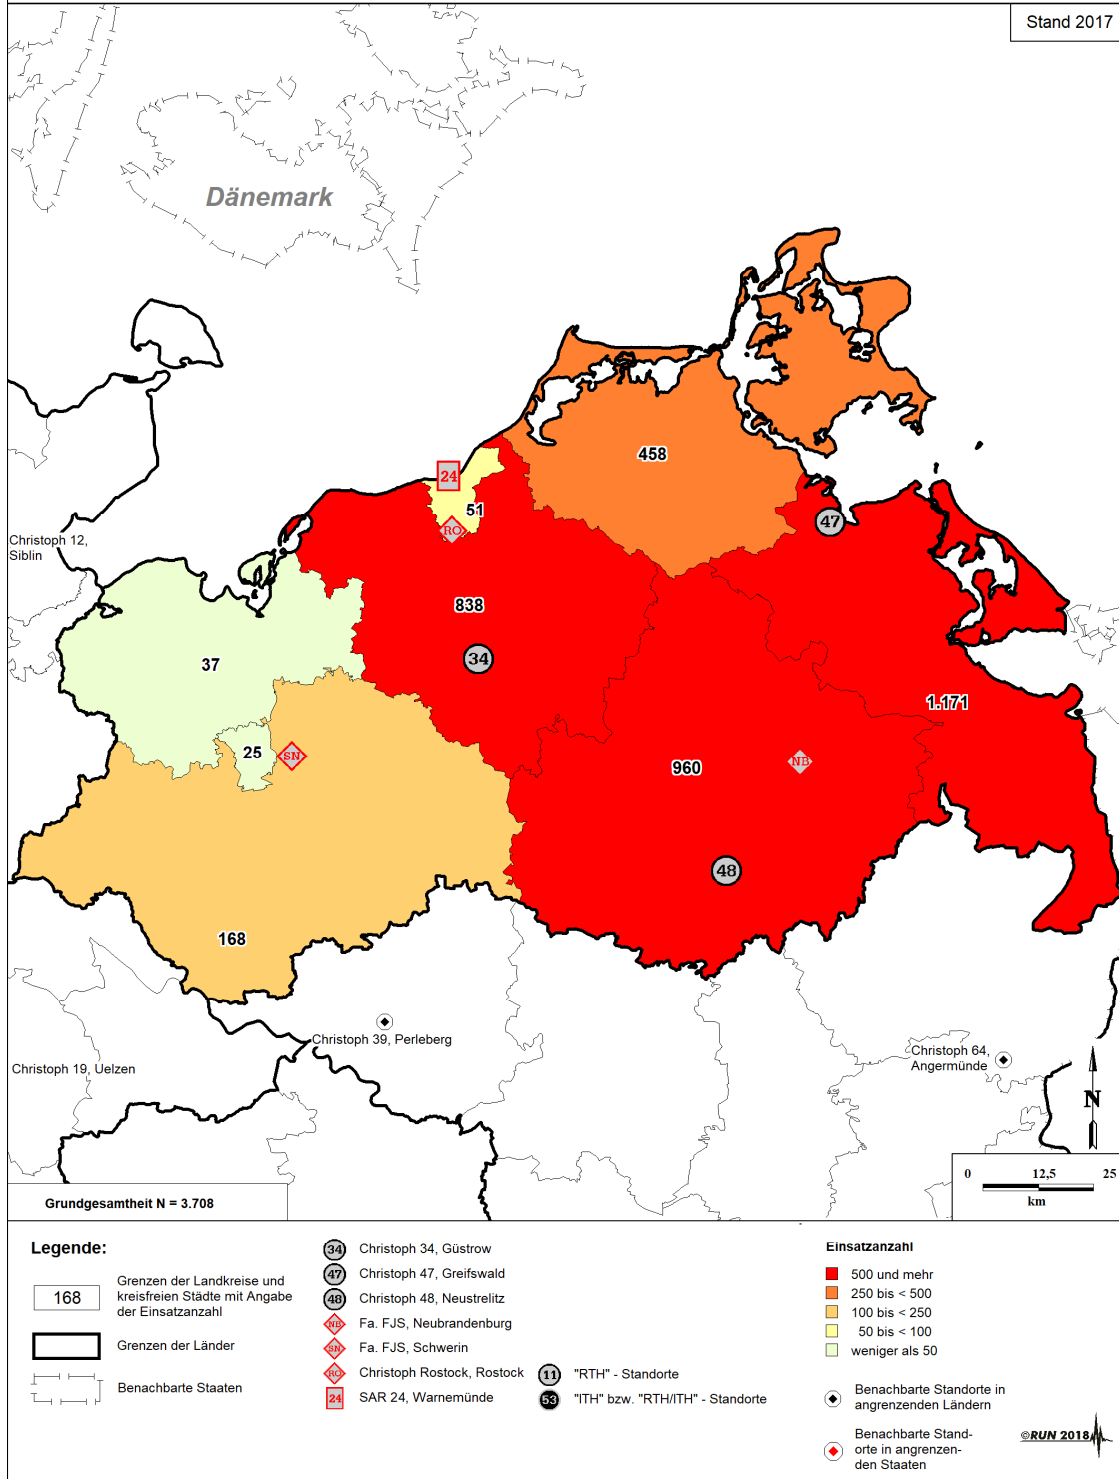 Stand 2017
Dänemark
458
24
51
RO
47
Christoph 12,
Siblin
838
34
37
1.171
25
SN
960
NB
48
168
Christoph 39, Perleberg
Christoph 64,
Angermünde
Christoph 19, Uelzen
N
0 12,5 25
km
Grundgesamtheit N = 3.708
Legende:
168
Grenzen der Landkreise und
kreisfreien Städte mit Angabe
der Einsatzanzahl
Grenzen der Länder
Benachbarte Staaten
34 Christoph 34, Güstrow
47 Christoph 47, Greifswald
48 Christoph 48, Neustrelitz
NB Fa. FJS, Neubrandenburg
SN Fa. FJS, Schwerin
RO Christoph Rostock, Rostock
24 SAR 24, Warnemünde
11 "RTH" - Standorte
53 "ITH" bzw. "RTH/ITH" - Standorte
Einsatzanzahl
500 und mehr
250 bis < 500
100 bis < 250
50 bis < 100
weniger als 50
Benachbarte Standorte in
angrenzenden Ländern
Benachbarte Stand-
orte in angrenzen-
den Staaten
©RUN 2018